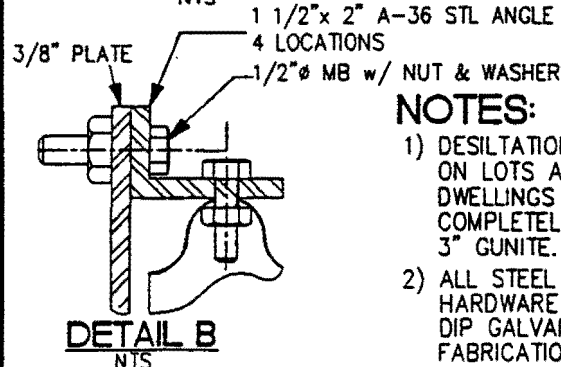 NTS
1 1/2"x 2" A-36 STL ANGLE
4 LOCATIONS
3/8" PLATE
1/2"ø MB w/ NUT & WASHER
NOTES:
1) DESILTATION
ON LOTS A
DWELLINGS
COMPLETEL
3" GUNITE.
2) ALL STEEL
HARDWARE
DIP GALVA
FABRICATIO
DETAIL B
NTS